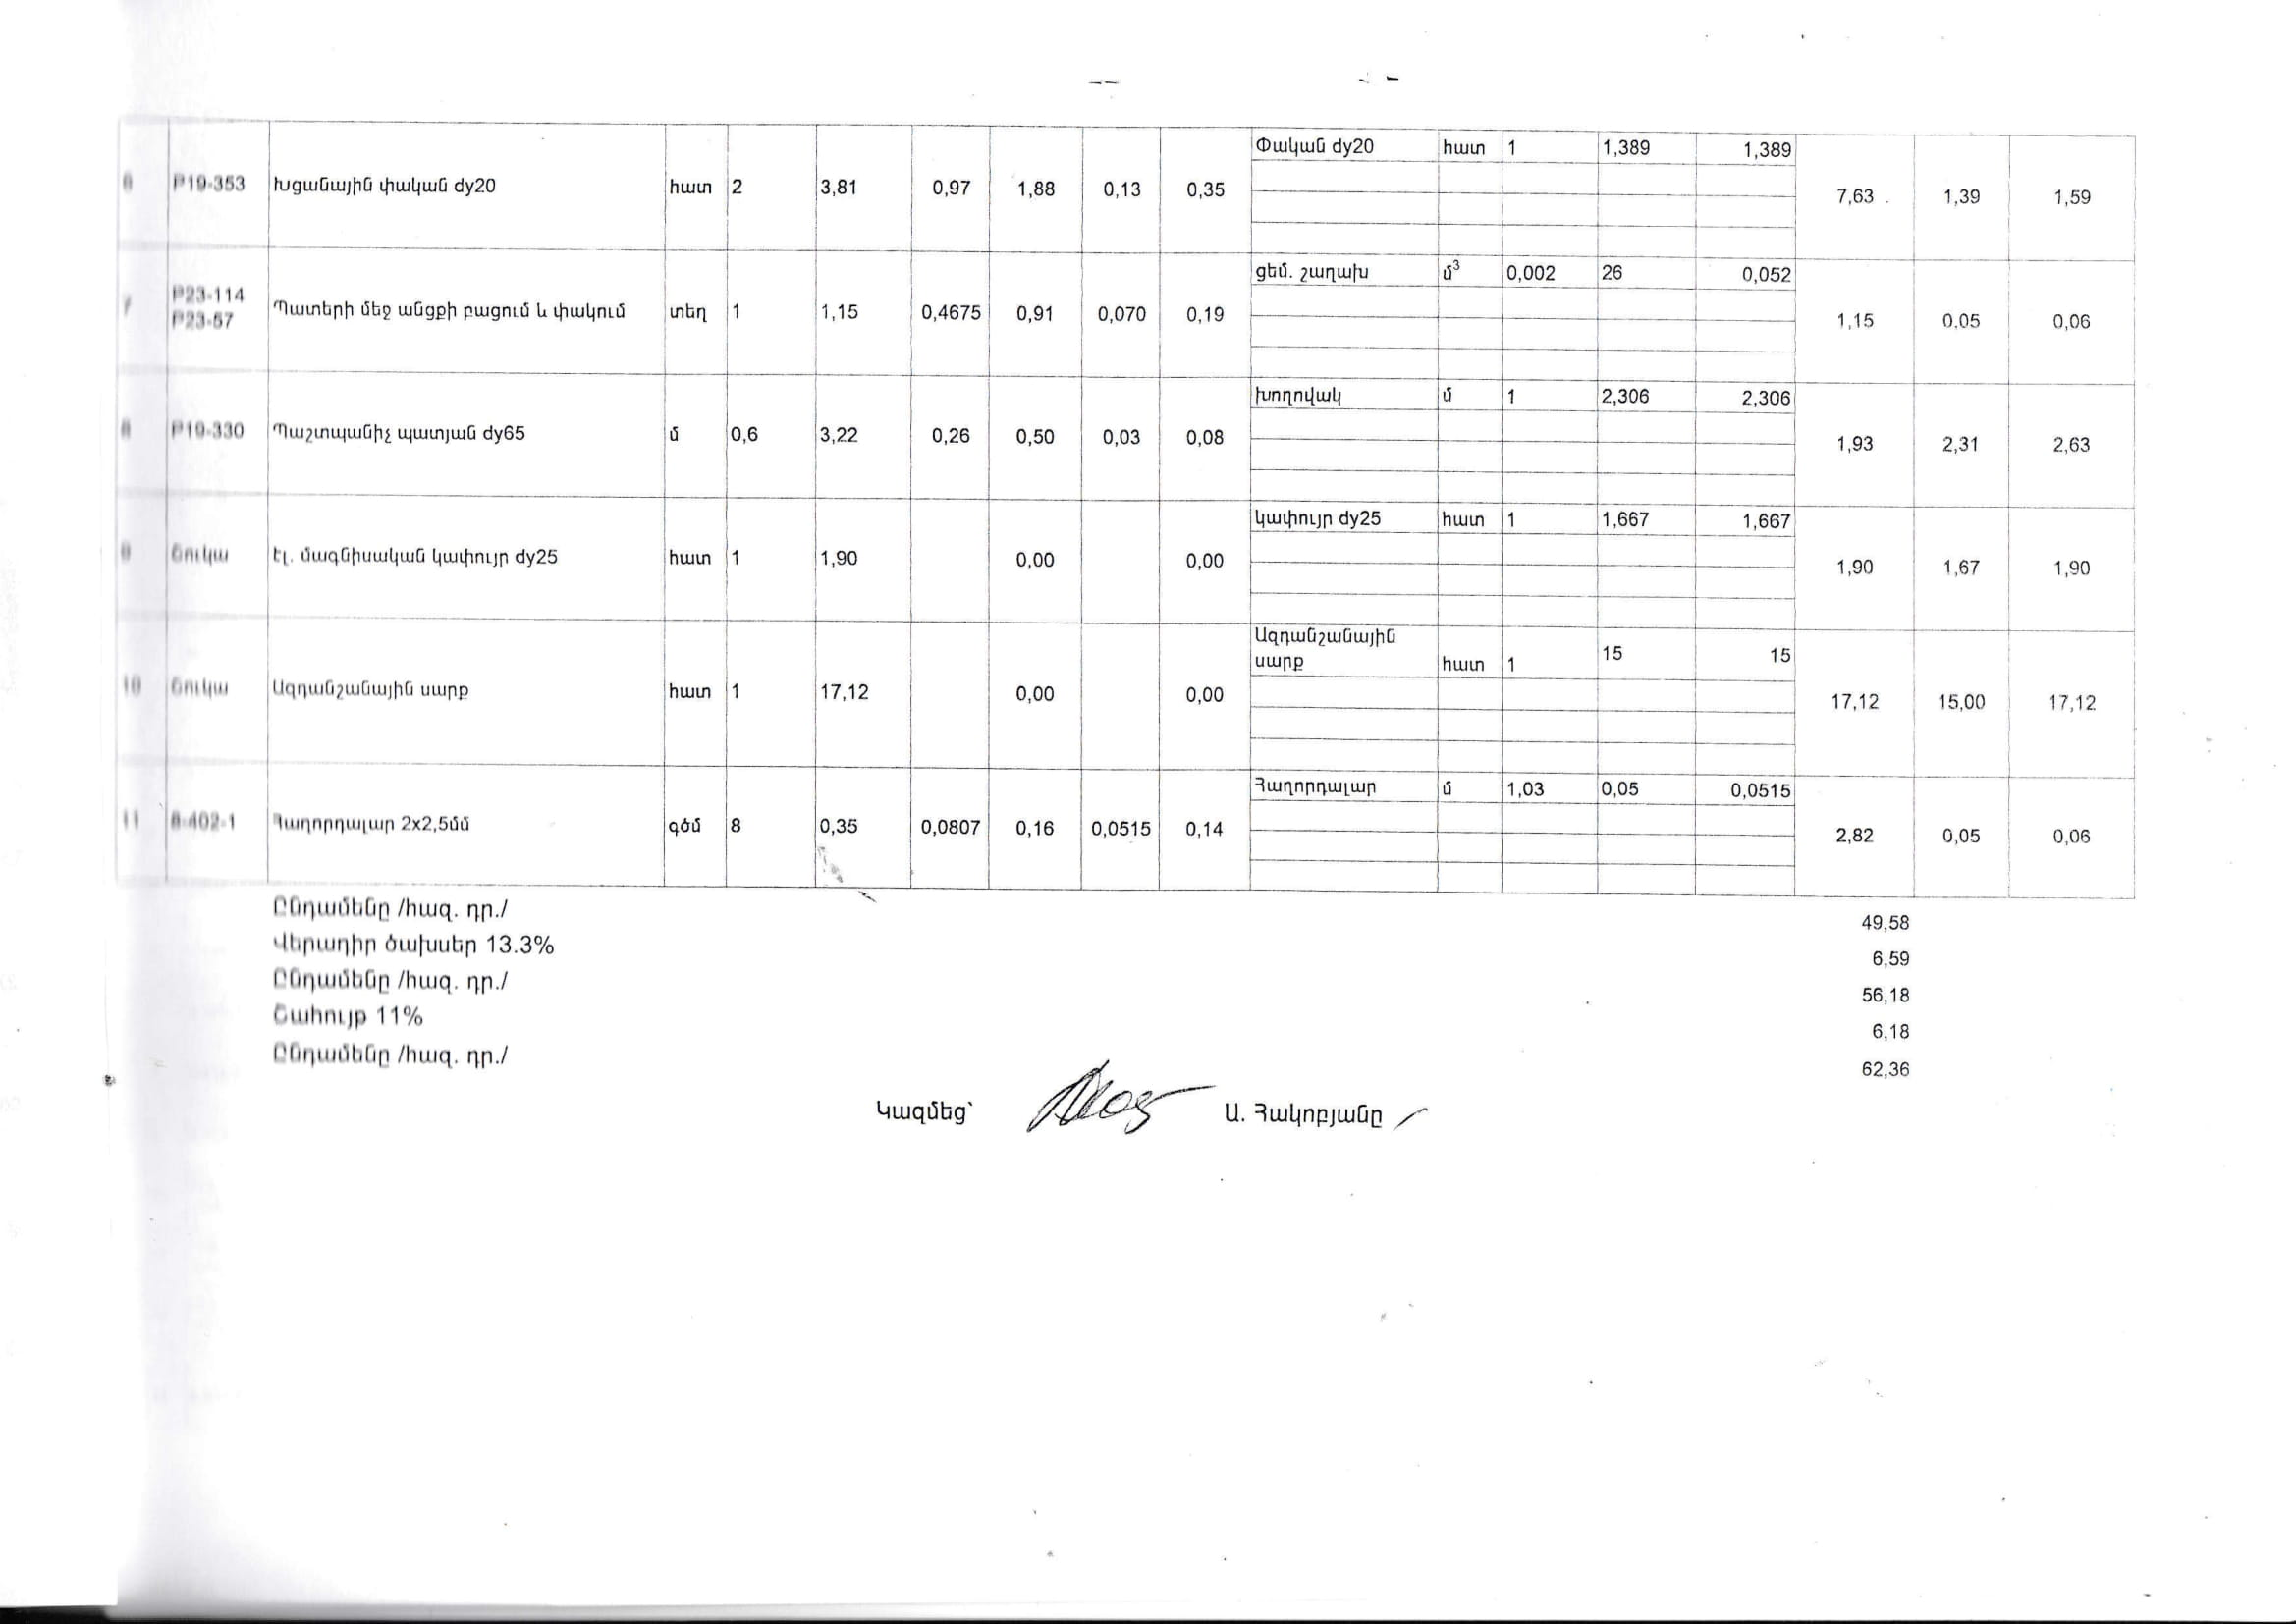 Փական dy20 հատ 1 1,389 1,389
6 Р19-353 Խցանային փական dy20 հատ 2 3,81 0,97 1,88 0,13 0,35 7,63 1,39 1,59
ցեմ. շաղախ մ³ 0,002 26 0,052
7 Р23-114 Р23-57 Պատերի մեջ անցքի բացում և փակում տեղ 1 1,15 0,4675 0,91 0,070 0,19 1,15 0.05 0,06
խողովակ մ 1 2,306 2,306
8 Р19-330 Պաշտպանիչ պատյան dy65 մ 0,6 3,22 0,26 0,50 0,03 0,08 1,93 2,31 2,63
կափույր dy25 հատ 1 1,667 1,667
9 Շուկա Էլ. մագնիսական կափույր dy25 հատ 1 1,90 0,00 0,00 1,90 1,67 1,90
Ազդանշանային
սարք հատ 1 15 15
10 Շուկա Ազդանշանային սարք հատ 1 17,12 0,00 0,00 17,12 15,00 17,12
Հաղորդալար մ 1,03 0,05 0,0515
11 8-402-1 Հաղորդալար 2x2,5մմ գծմ 8 0,35 0,0807 0,16 0,0515 0,14 2,82 0,05 0,06
Ընդամենը /հազ. դր./ 49,58
Վերադիր ծախսեր 13.3% 6,59
Ընդամենը /հազ. դր./ 56,18
Շահույթ 11% 6,18
Ընդամենը /հազ. դր./ 62,36
Կազմեց՝ Ա. Հակոբյանը